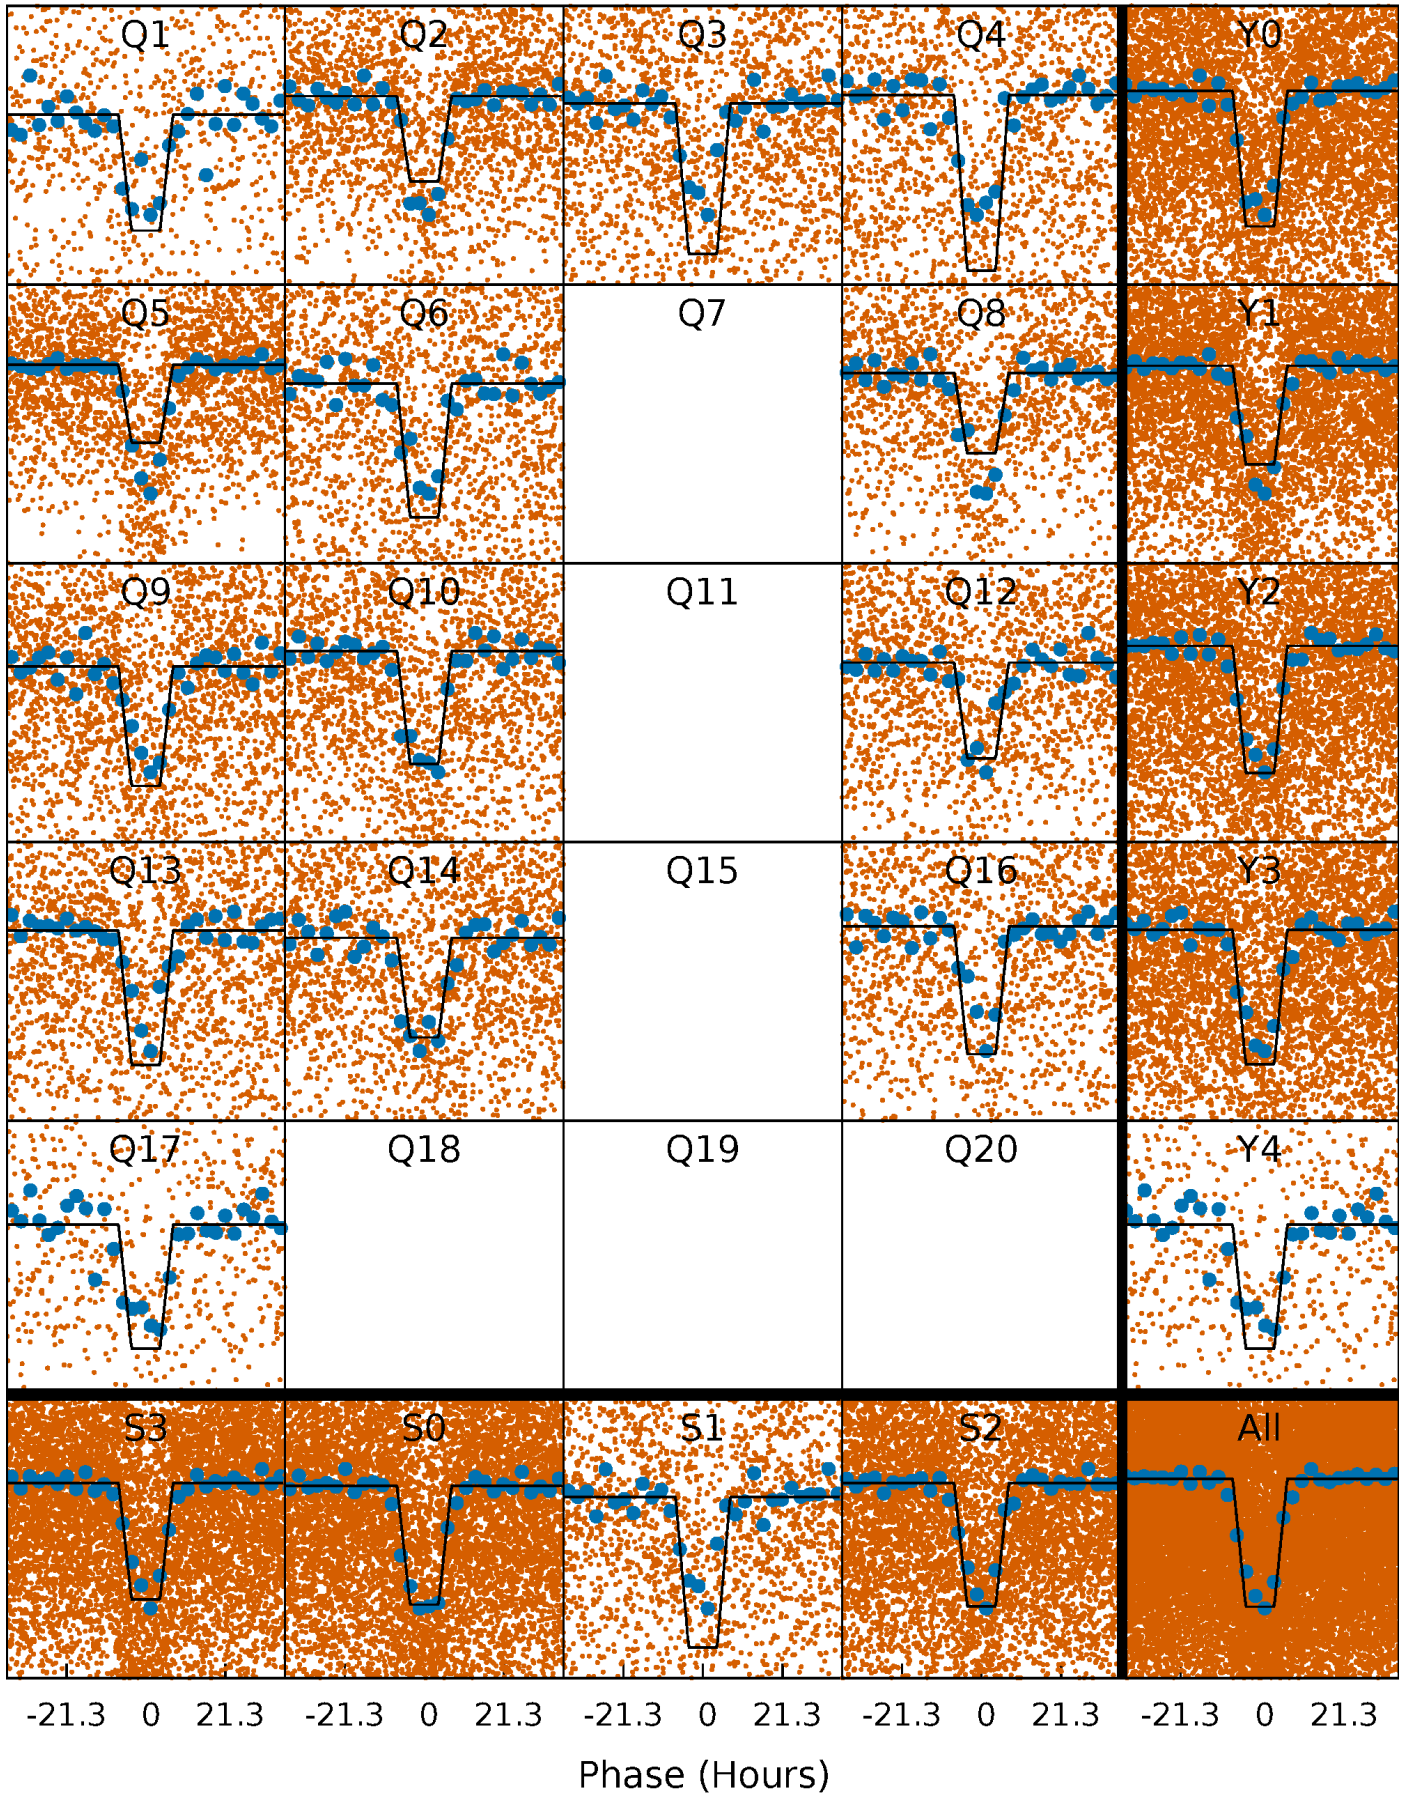 Q1 Q2 Q3 Q4 Y0
Q5 Q6 Q7 Q8 Y1
Q9 Q10 Q11 Q12 Y2
Q13 Q14 Q15 Q16 Y3
Q17 Q18 Q19 Q20 Y4
S3 S0 S1 S2 All
-21.3 0 21.3 -21.3 0 21.3 -21.3 0 21.3 -21.3 0 21.3 -21.3 0 21.3
Phase (Hours)